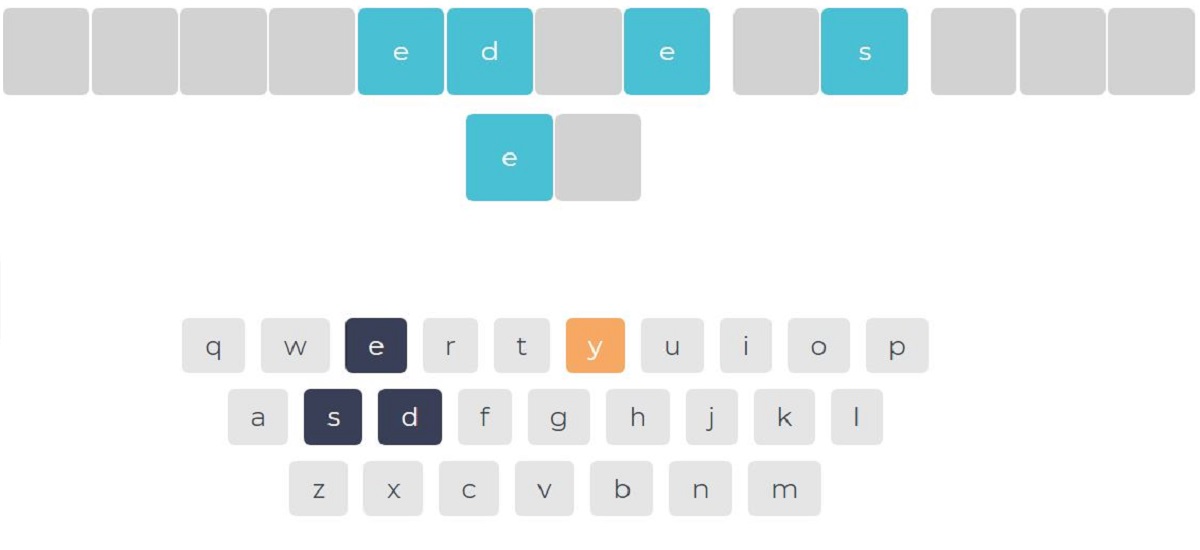 e d e s
e
q w e r t y u i o p
a s d f g h j k l
z x c v b n m